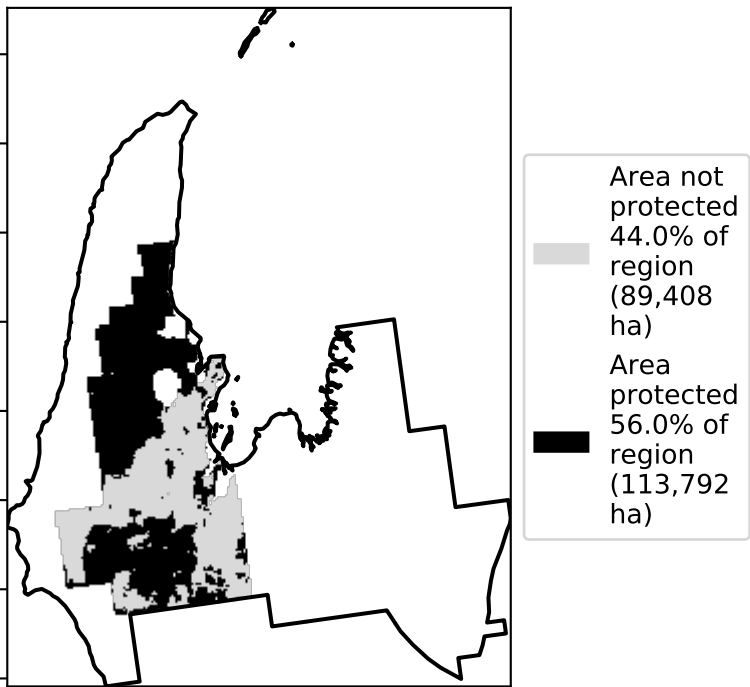 Area not
protected
44.0% of
region
(89,408
ha)
Area
protected
56.0% of
region
(113,792
ha)